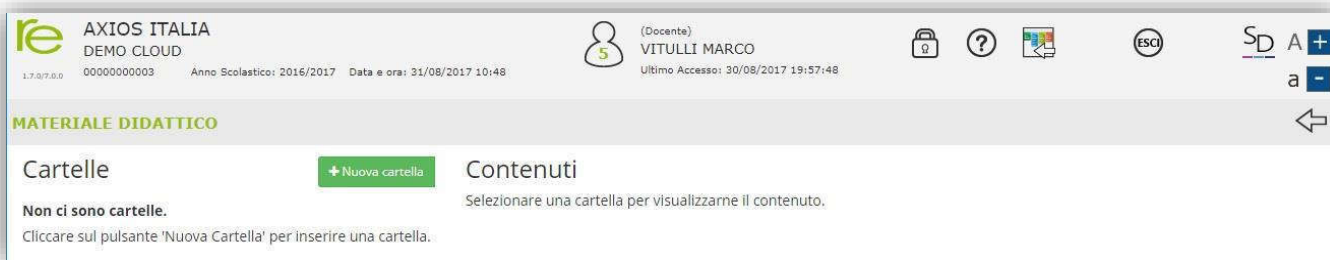 re
AXIOS ITALIA
DEMO CLOUD
1.7.0/7.0.0
00000000003 Anno Scolastico: 2016/2017 Data e ora: 31/08/2017 10:48
5
(Docente)
VITULLI MARCO
Ultimo Accesso: 30/08/2017 19:57:48
?
ESCI
SD
A +
a -
MATERIALE DIDATTICO
Cartelle
+ Nuova cartella
Non ci sono cartelle.
Cliccare sul pulsante 'Nuova Cartella' per inserire una cartella.
Contenuti
Selezionare una cartella per visualizzarne il contenuto.